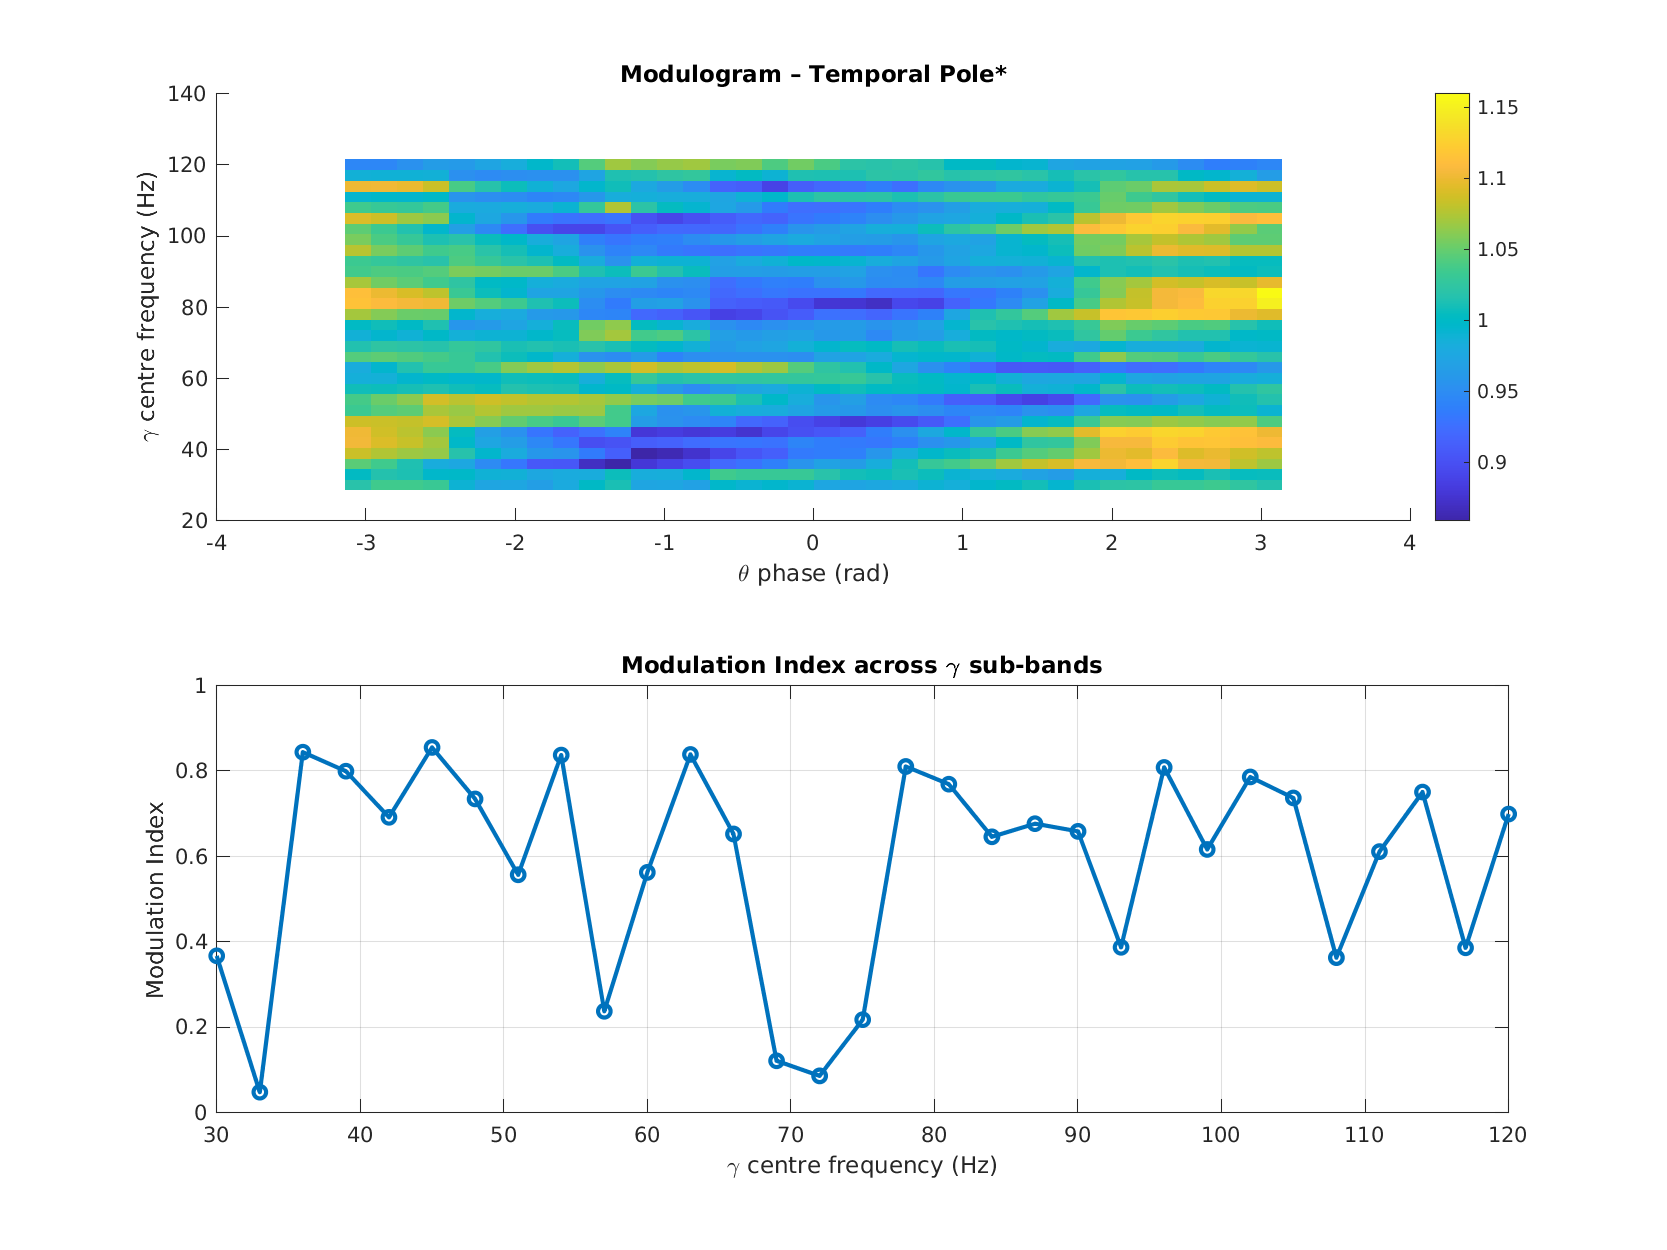 Modulogram – Temporal Pole*
140
120
100
80
60
40
20
γ centre frequency (Hz)
-4 -3 -2 -1 0 1 2 3 4
θ phase (rad)
1.15
1.1
1.05
1
0.95
0.9
Modulation Index across γ sub-bands
1
0.8
0.6
0.4
0.2
0
Modulation Index
30 40 50 60 70 80 90 100 110 120
γ centre frequency (Hz)